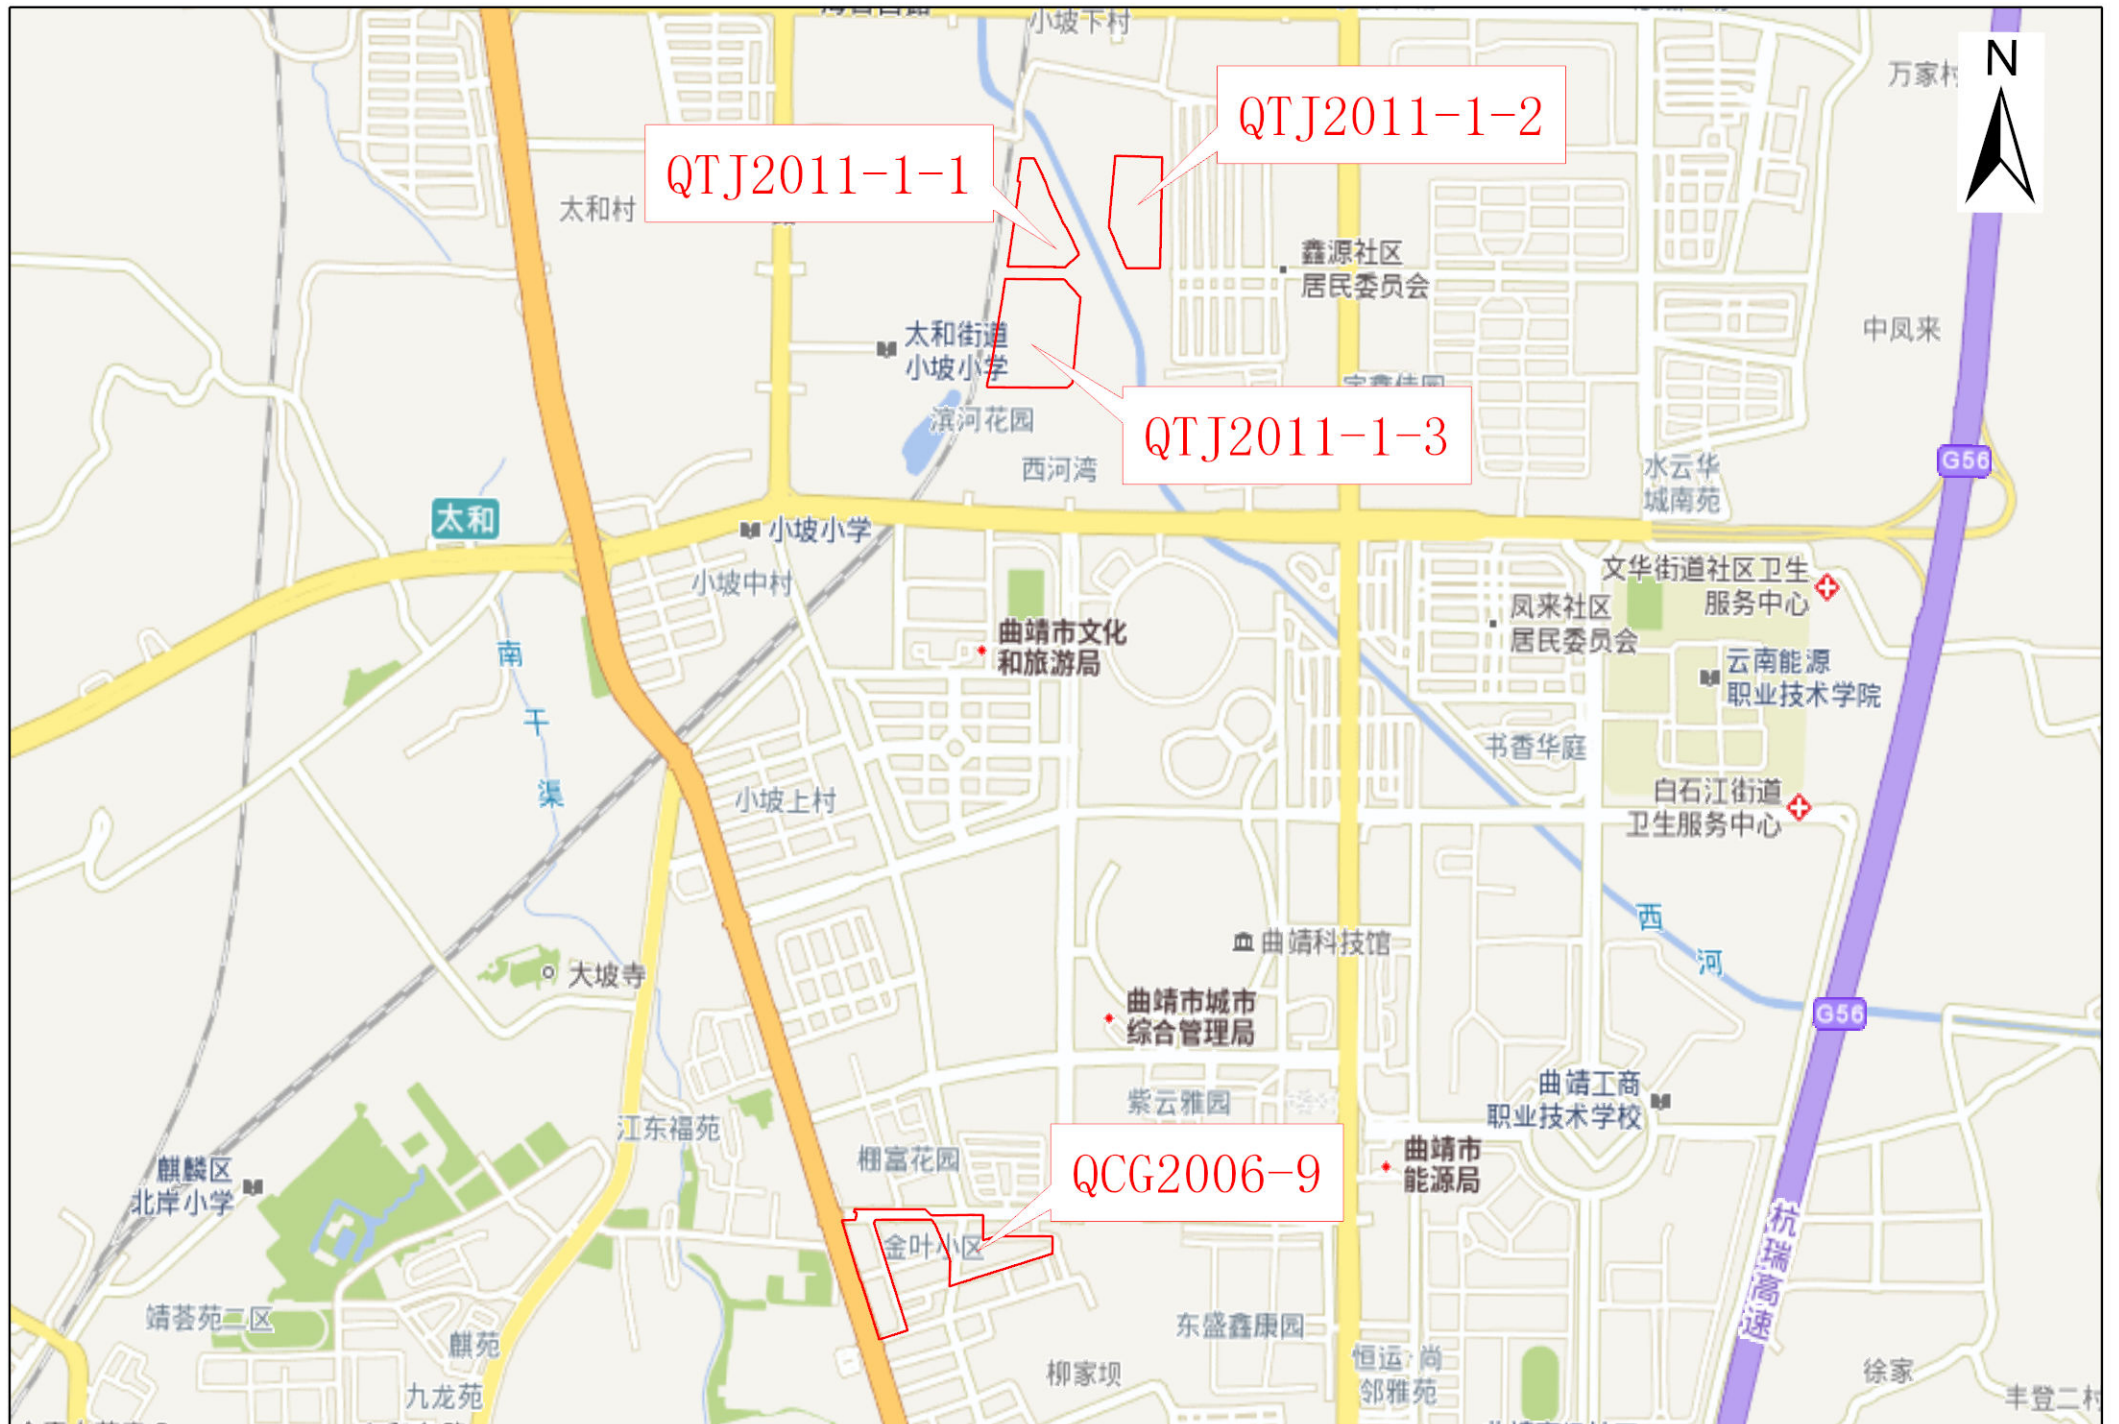 小坡下村
万家村
N
QTJ2011-1-2
QTJ2011-1-1
太和村
路
鑫源社区
居民委员会
中凤来
太和街道
小坡小学
滨河花园
QTJ2011-1-3
西河湾
G56
水云华
城南苑
太和
小坡小学
小坡中村
文华街道社区卫生
服务中心
凤来社区
居民委员会
曲靖市文化
和旅游局
南干渠
云南能源
职业技术学院
书香华庭
小坡上村
白石江街道
卫生服务中心
西河
曲靖科技馆
大坡寺
曲靖市城市
综合管理局
G56
紫云雅园
曲靖工商
职业技术学校
江东福苑
棚富花园
曲靖市
能源局
麒麟区
北岸小学
QCG2006-9
金叶小区
杭瑞高速
靖荟苑二区
麒苑
东盛鑫康园
恒运·尚
邻雅苑
柳家坝
徐家
九龙苑
丰登二村